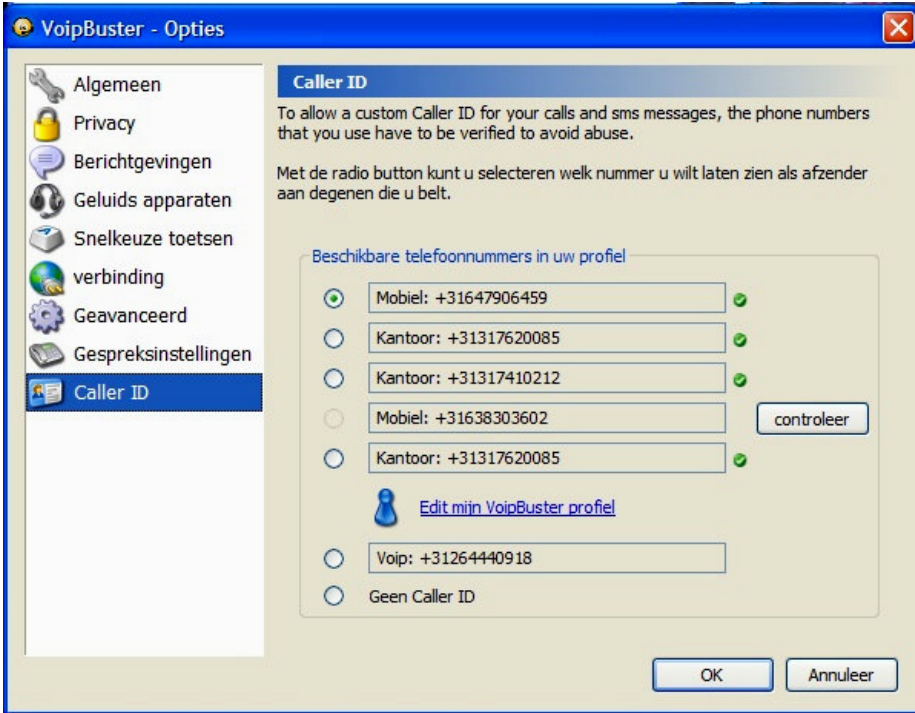 VoipBuster - Opties
Algemeen
Privacy
Berichtgevingen
Geluids apparaten
Snelkeuze toetsen
verbinding
Geavanceerd
Gespreksinstellingen
Caller ID
Caller ID
To allow a custom Caller ID for your calls and sms messages, the phone numbers
that you use have to be verified to avoid abuse.
Met de radio button kunt u selecteren welk nummer u wilt laten zien als afzender
aan degenen die u belt.
Beschikbare telefoonnummers in uw profiel
Mobiel: +31647906459
Kantoor: +31317620085
Kantoor: +31317410212
Mobiel: +31638303602
controleer
Kantoor: +31317620085
Edit mijn VoipBuster profiel
Voip: +31264440918
Geen Caller ID
OK
Annuleer